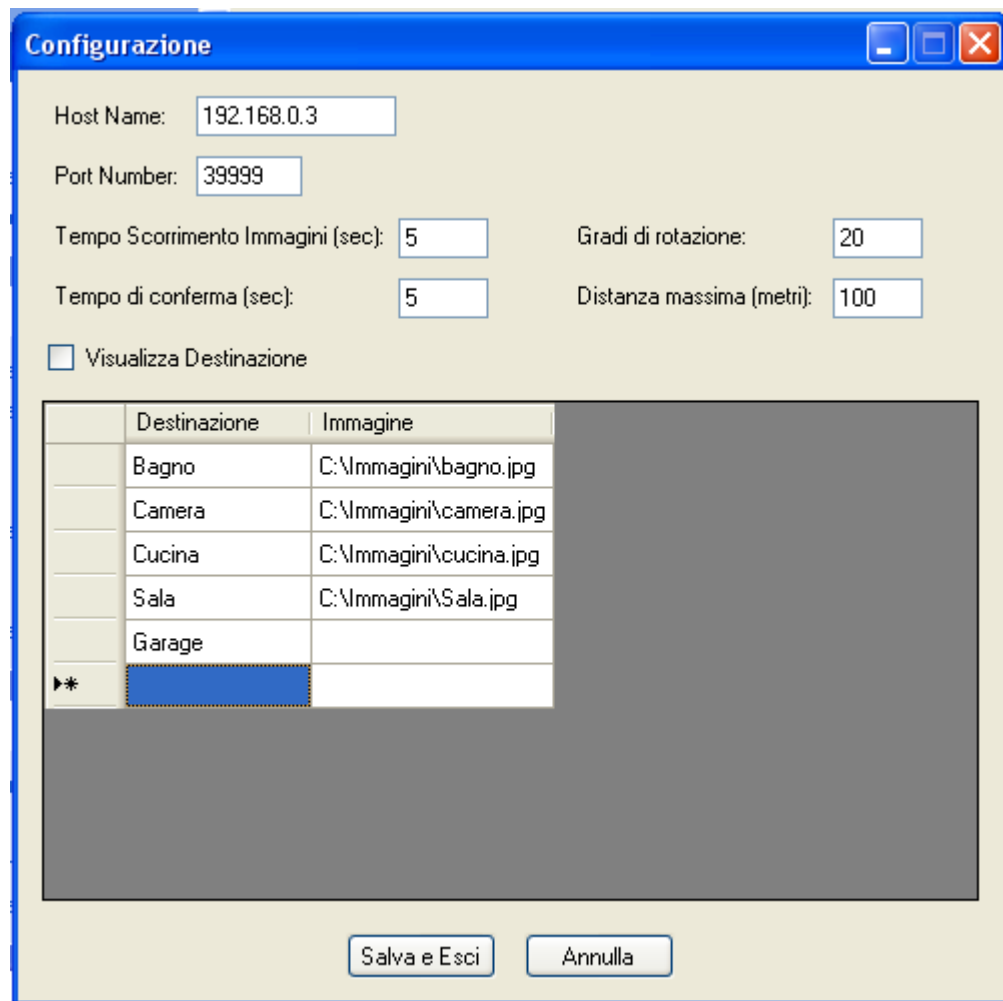 Configurazione
Host Name: 192.168.0.3
Port Number: 39999
Tempo Scorrimento Immagini (sec): 5 Gradi di rotazione: 20
Tempo di conferma (sec): 5 Distanza massima (metri): 100
Visualizza Destinazione
Destinazione Immagine
Bagno C:\Immagini\bagno.jpg
Camera C:\Immagini\camera.jpg
Cucina C:\Immagini\cucina.jpg
Sala C:\Immagini\Sala.jpg
Garage
Salva e Esci Annulla